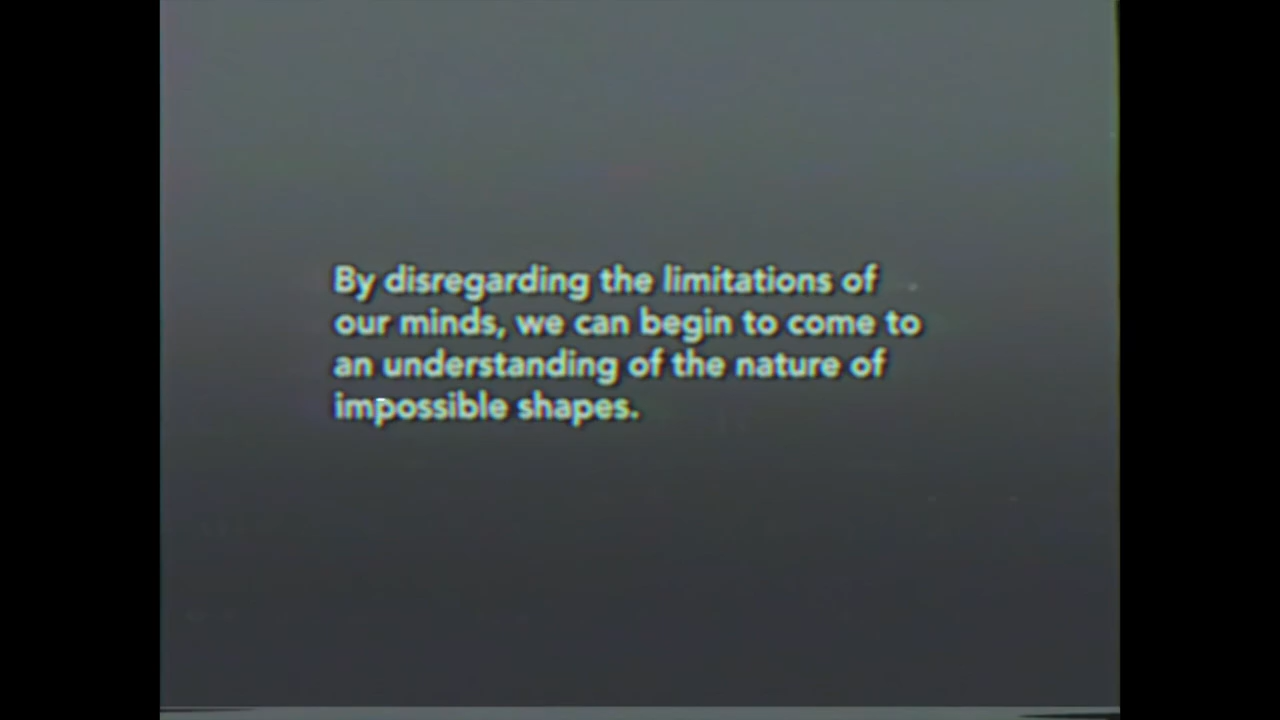 By disregarding the limitations of
our minds, we can begin to come to
an understanding of the nature of
impossible shapes.